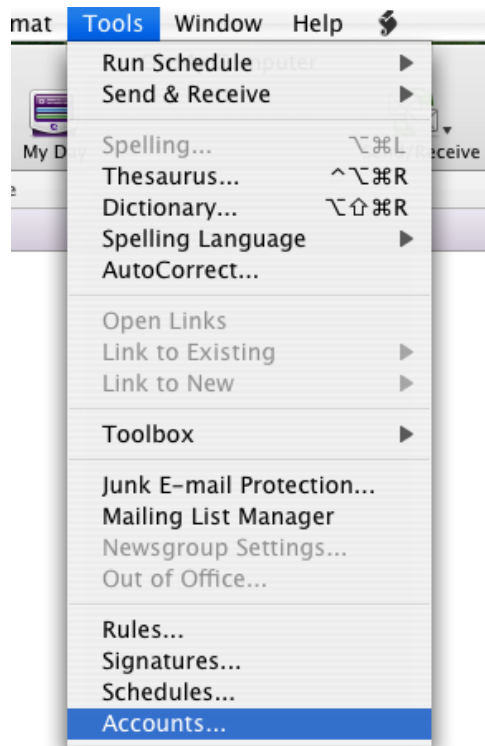 mat Tools Window Help
Run Schedule
Send & Receive
My D
Spelling... ⌥⌘L
eceive
Thesaurus... ^⌥⌘R
Dictionary... ⌥⇧⌘R
Spelling Language
AutoCorrect...
Open Links
Link to Existing
Link to New
Toolbox
Junk E-mail Protection...
Mailing List Manager
Newsgroup Settings...
Out of Office...
Rules...
Signatures...
Schedules...
Accounts...